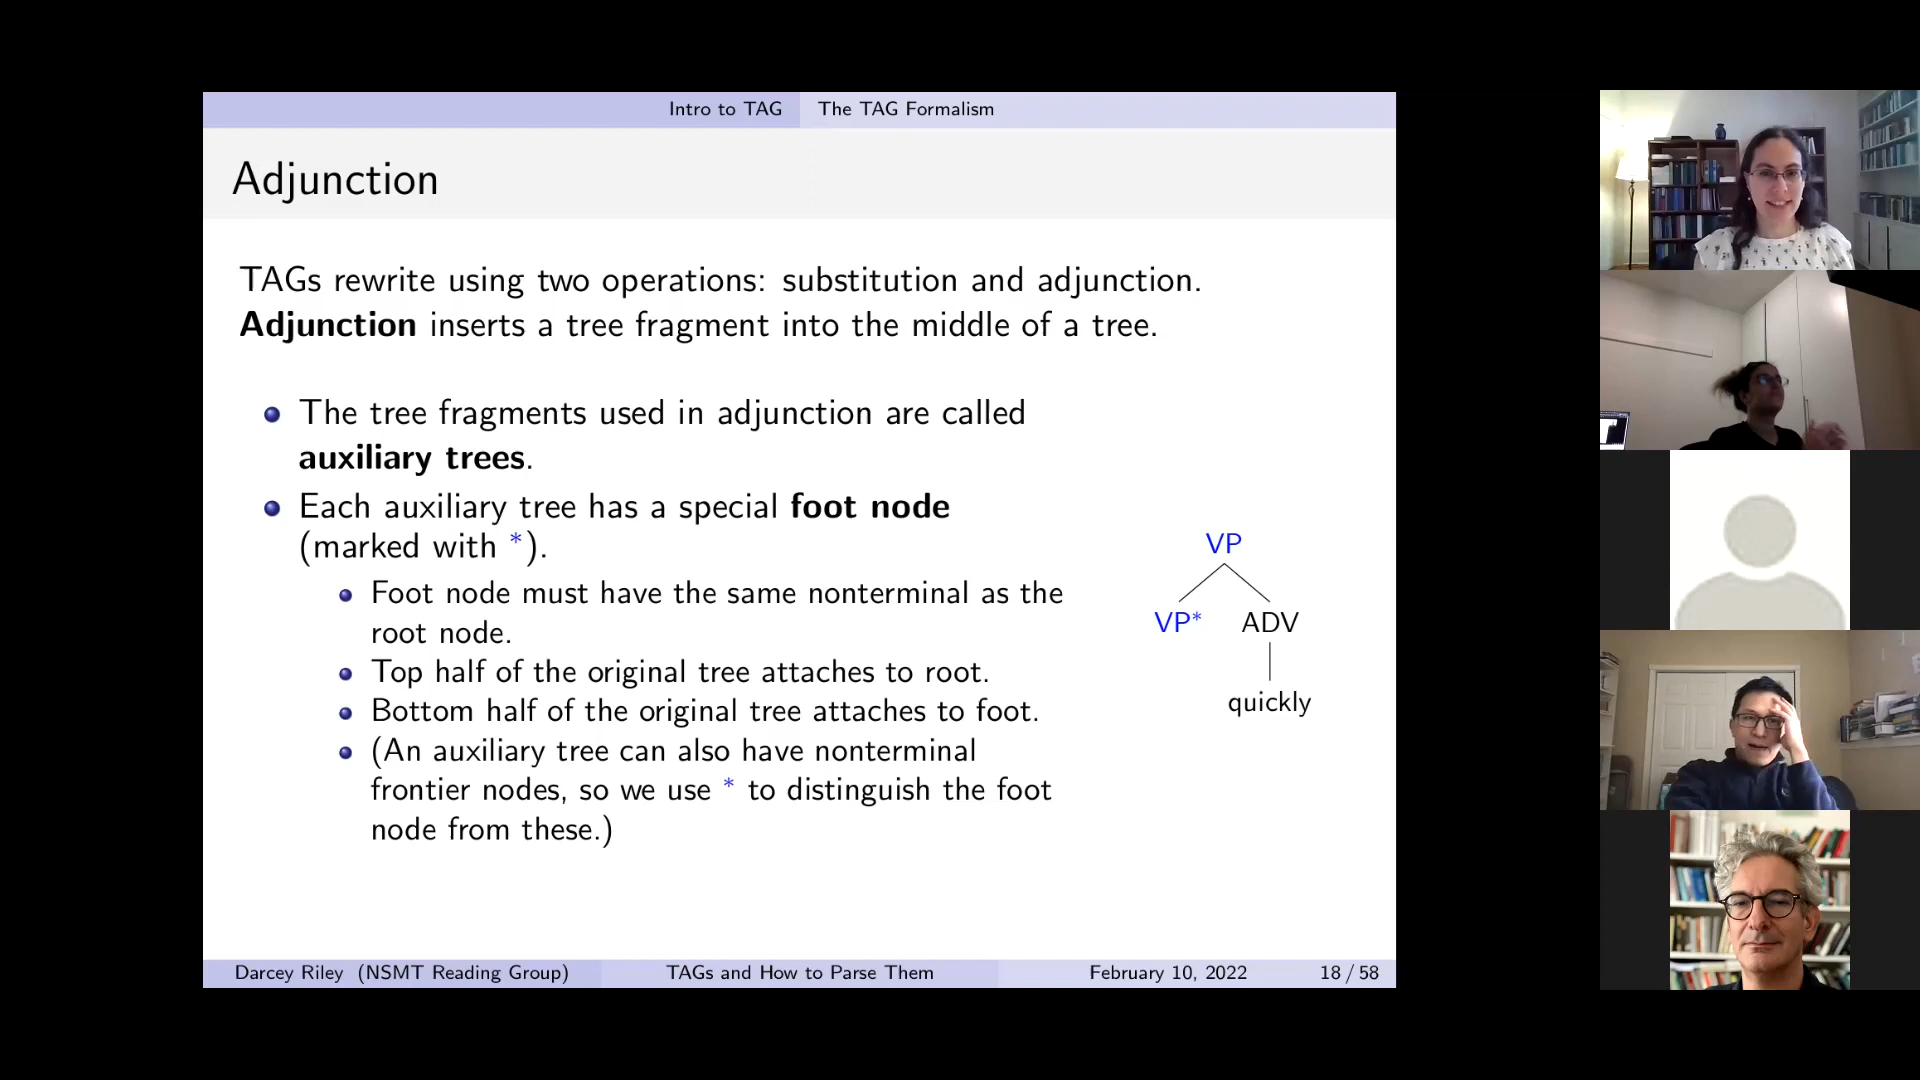 Intro to TAG The TAG Formalism
Adjunction
TAGs rewrite using two operations: substitution and adjunction.
Adjunction inserts a tree fragment into the middle of a tree.
The tree fragments used in adjunction are called
auxiliary trees.
Each auxiliary tree has a special foot node
(marked with *).
Foot node must have the same nonterminal as the
root node.
Top half of the original tree attaches to root.
Bottom half of the original tree attaches to foot.
(An auxiliary tree can also have nonterminal
frontier nodes, so we use * to distinguish the foot
node from these.)
VP
VP* ADV
quickly
Darcey Riley (NSMT Reading Group) TAGs and How to Parse Them February 10, 2022 18 / 58